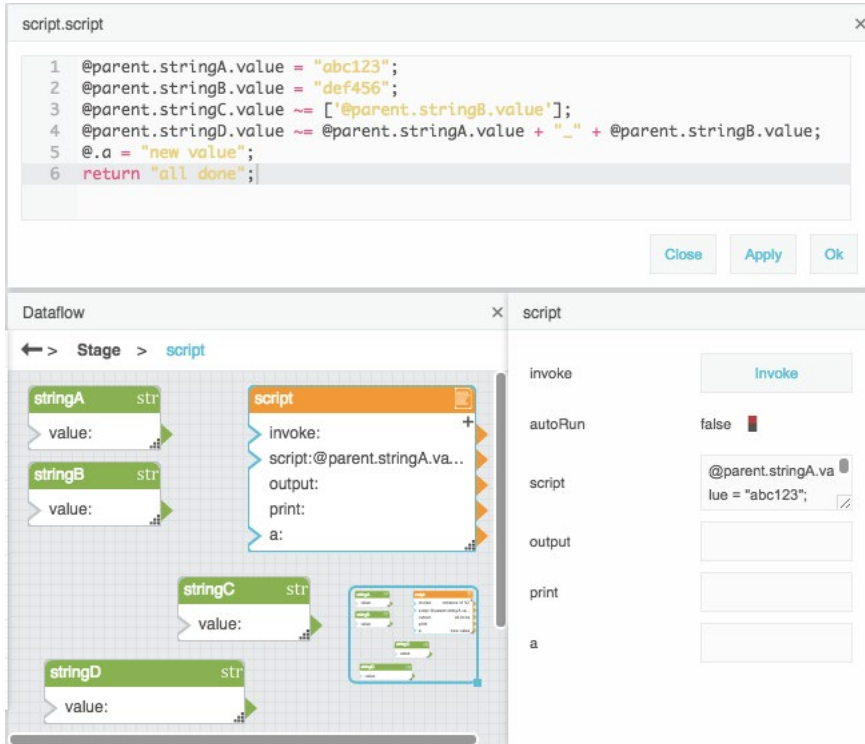 script.script ×
1 @parent.stringA.value = "abc123";
2 @parent.stringB.value = "def456";
3 @parent.stringC.value ~= ['@parent.stringB.value'];
4 @parent.stringD.value ~= @parent.stringA.value + "_" + @parent.stringB.value;
5 @.a = "new value";
6 return "all done";
Close Apply Ok
Dataflow ×
> Stage > script
stringA str
value:
stringB str
value:
script
invoke:
script:@parent.stringA.va...
output:
print:
a:
stringC str
value:
stringD str
value:
script
invoke Invoke
autoRun false
script @parent.stringA.va
lue = "abc123";
output
print
a